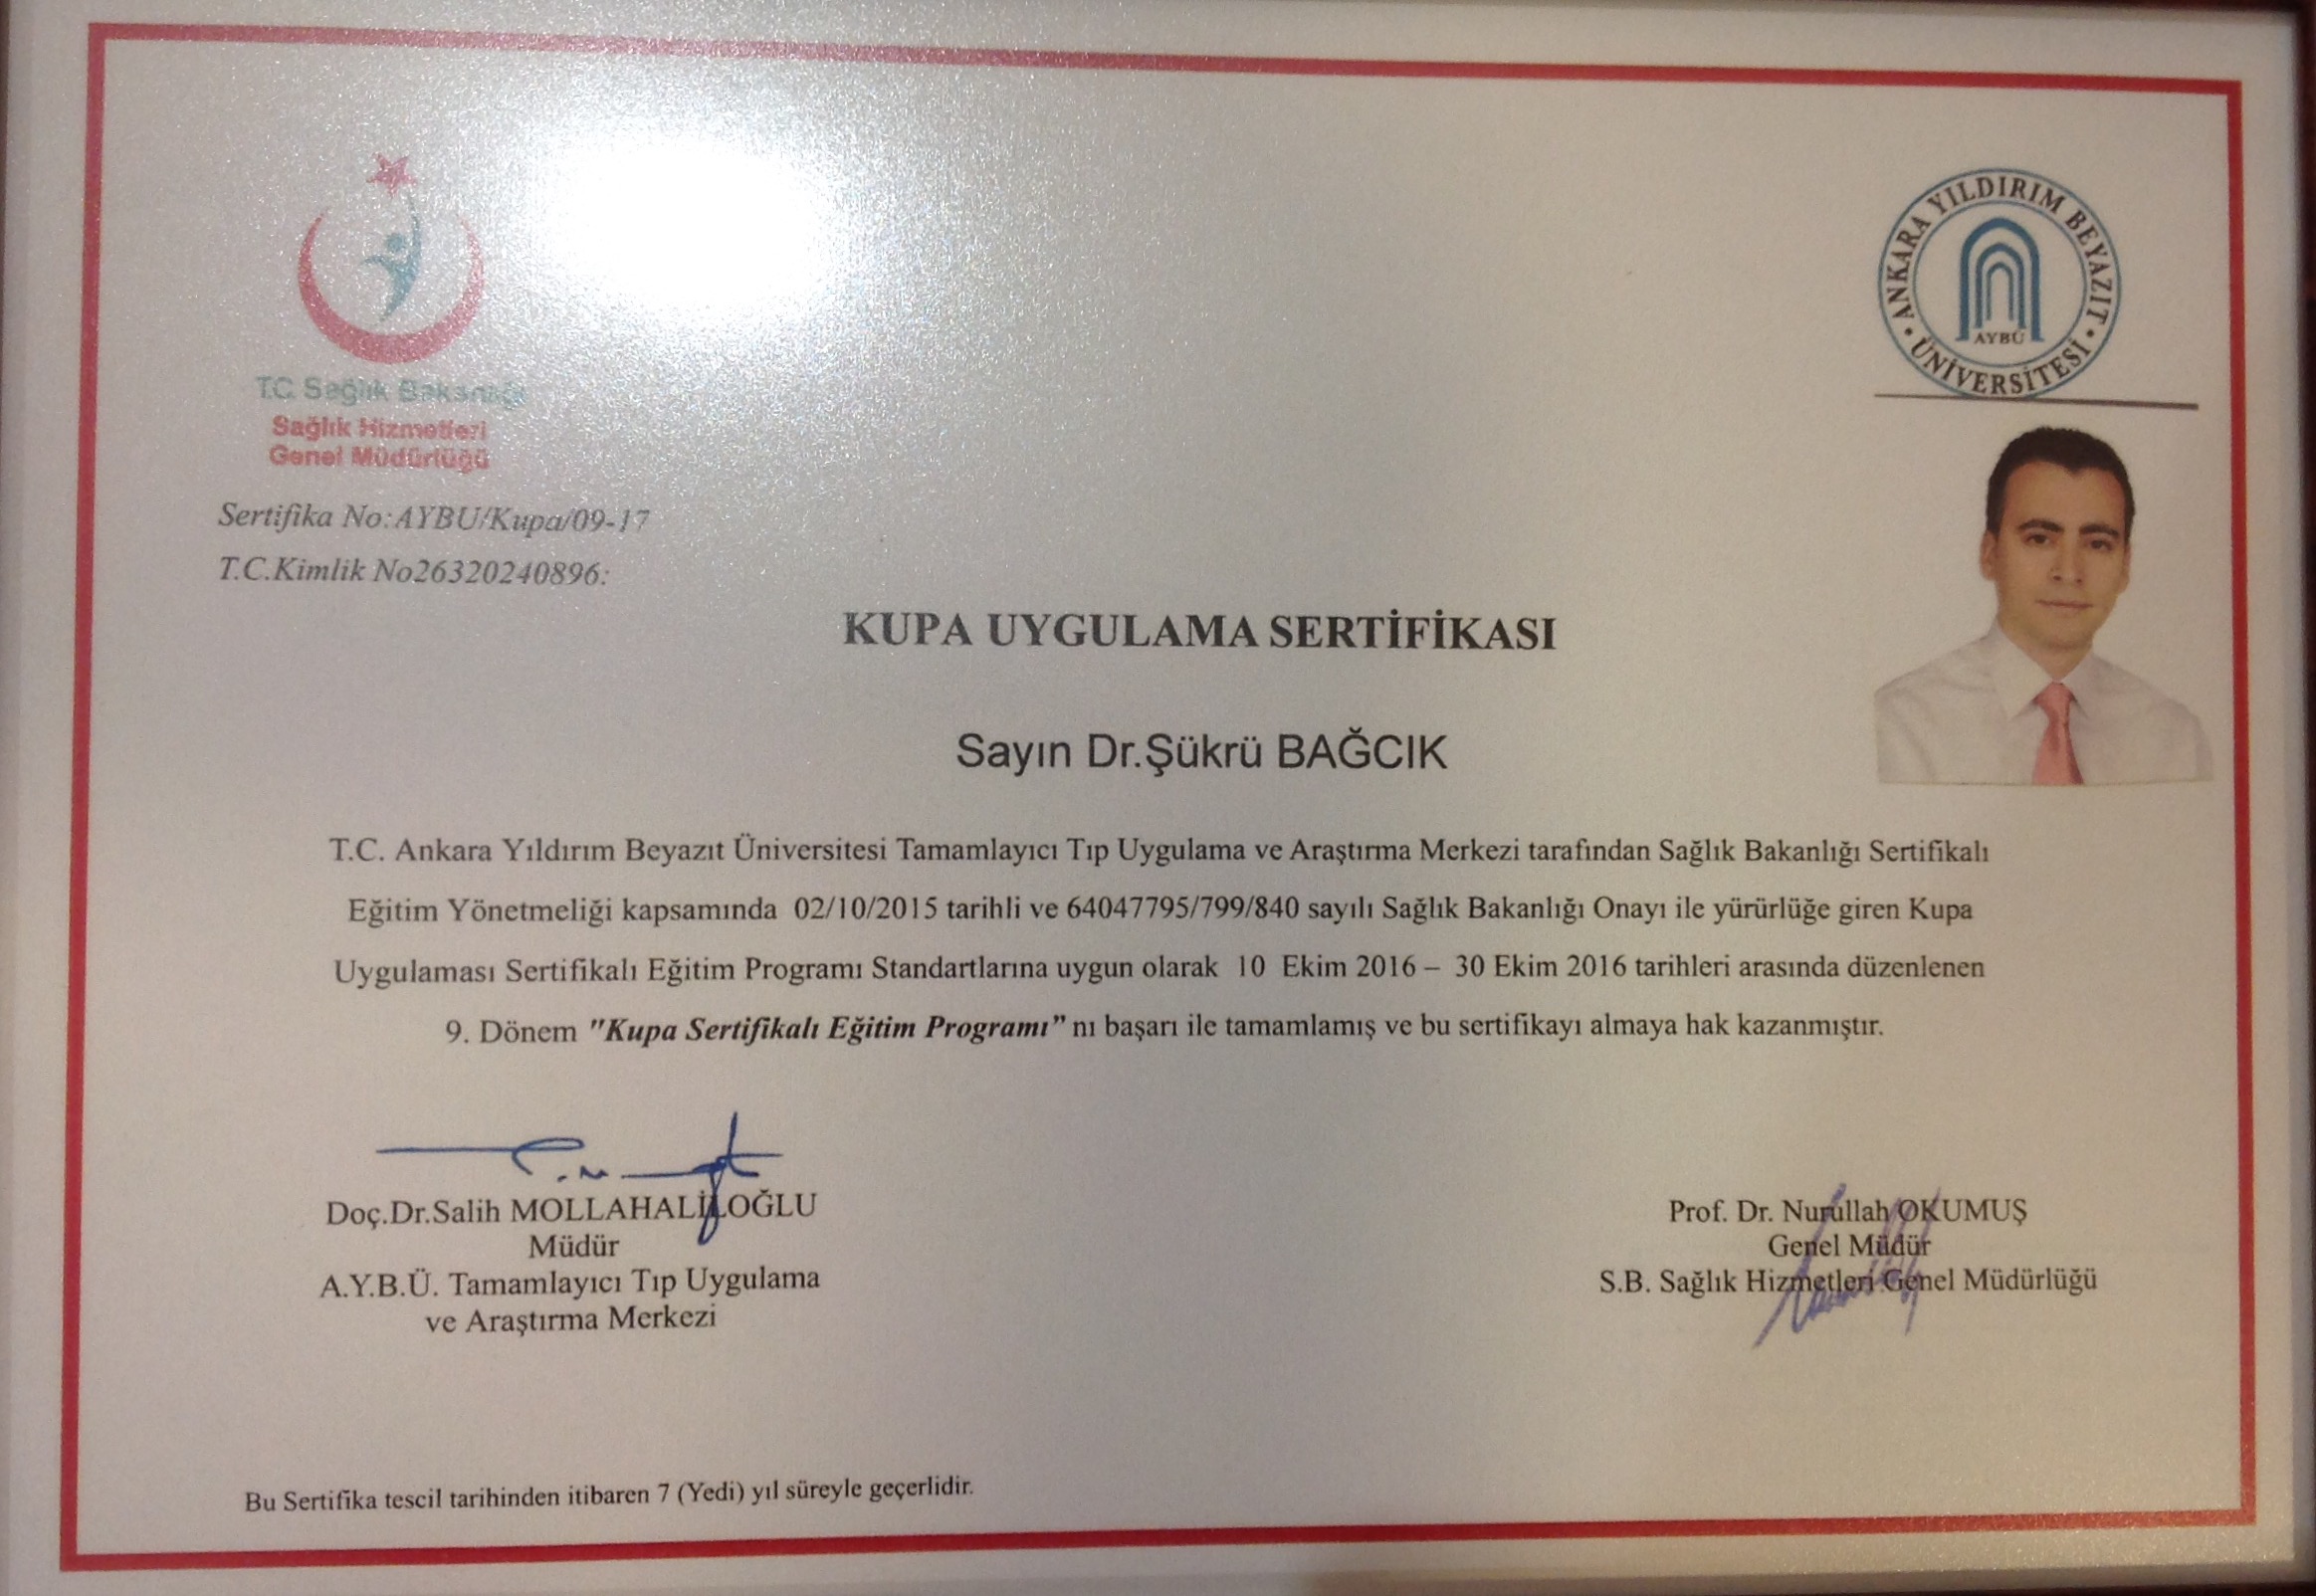 T.C. Sağlık Bakanlığı
Sağlık Hizmetleri
Genel Müdürlüğü
ANKARA YILDIRIM BEYAZIT ÜNİVERSİTESİ
AYBÜ
Sertifika No:AYBU/Kupa/09-17
T.C.Kimlik No26320240896:
KUPA UYGULAMA SERTİFİKASI
Sayın Dr.Şükrü BAĞCIK
T.C. Ankara Yıldırım Beyazıt Üniversitesi Tamamlayıcı Tıp Uygulama ve Araştırma Merkezi tarafından Sağlık Bakanlığı Sertifikalı
Eğitim Yönetmeliği kapsamında 02/10/2015 tarihli ve 64047795/799/840 sayılı Sağlık Bakanlığı Onayı ile yürürlüğe giren Kupa
Uygulaması Sertifikalı Eğitim Programı Standartlarına uygun olarak 10 Ekim 2016 – 30 Ekim 2016 tarihleri arasında düzenlenen
9. Dönem "Kupa Sertifikalı Eğitim Programı" nı başarı ile tamamlamış ve bu sertifikayı almaya hak kazanmıştır.
Doç.Dr.Salih MOLLAHALİLOĞLU
Müdür
A.Y.B.Ü. Tamamlayıcı Tıp Uygulama
ve Araştırma Merkezi
Prof. Dr. Nurullah OKUMUŞ
Genel Müdür
S.B. Sağlık Hizmetleri Genel Müdürlüğü
Bu Sertifika tescil tarihinden itibaren 7 (Yedi) yıl süreyle geçerlidir.